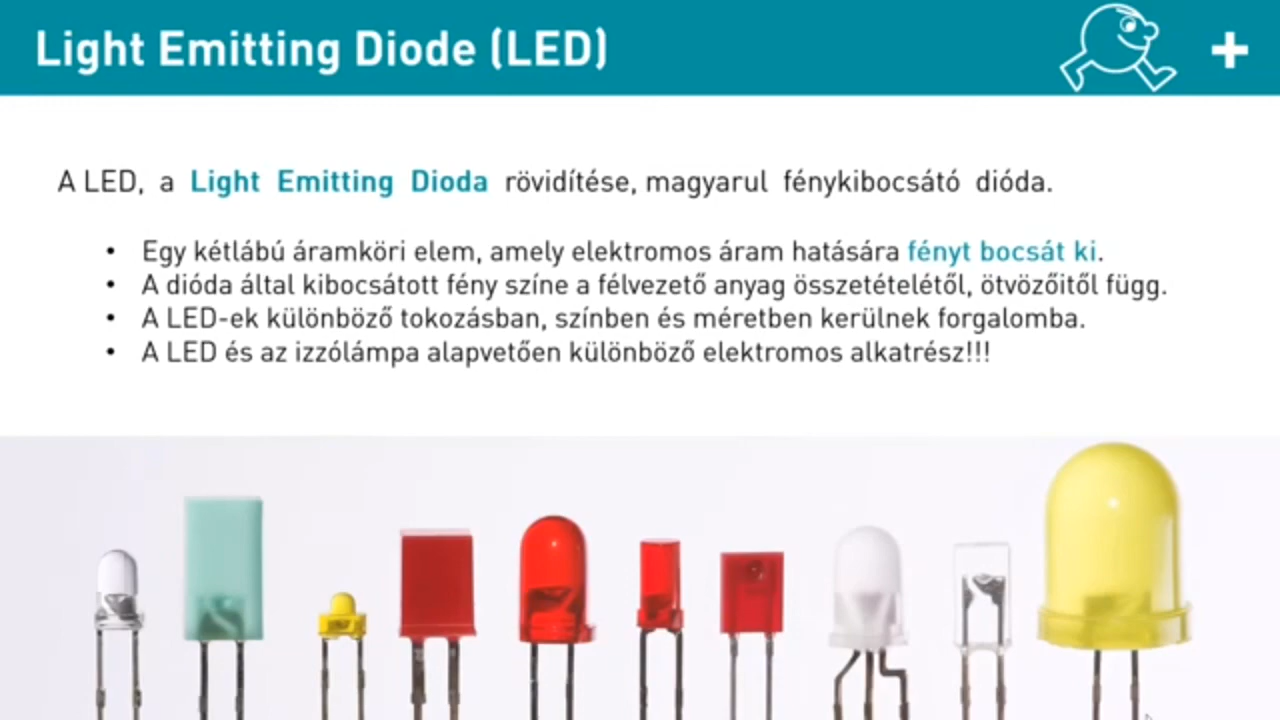 Light Emitting Diode (LED)
A LED, a Light Emitting Dioda rövidítése, magyarul fénykibocsátó dióda.
• Egy kétlábú áramköri elem, amely elektromos áram hatására fényt bocsát ki.
• A dióda által kibocsátott fény színe a félvezető anyag összetételétől, ötvözőitől függ.
• A LED-ek különböző tokozásban, színben és méretben kerülnek forgalomba.
• A LED és az izzólámpa alapvetően különböző elektromos alkatrész!!!